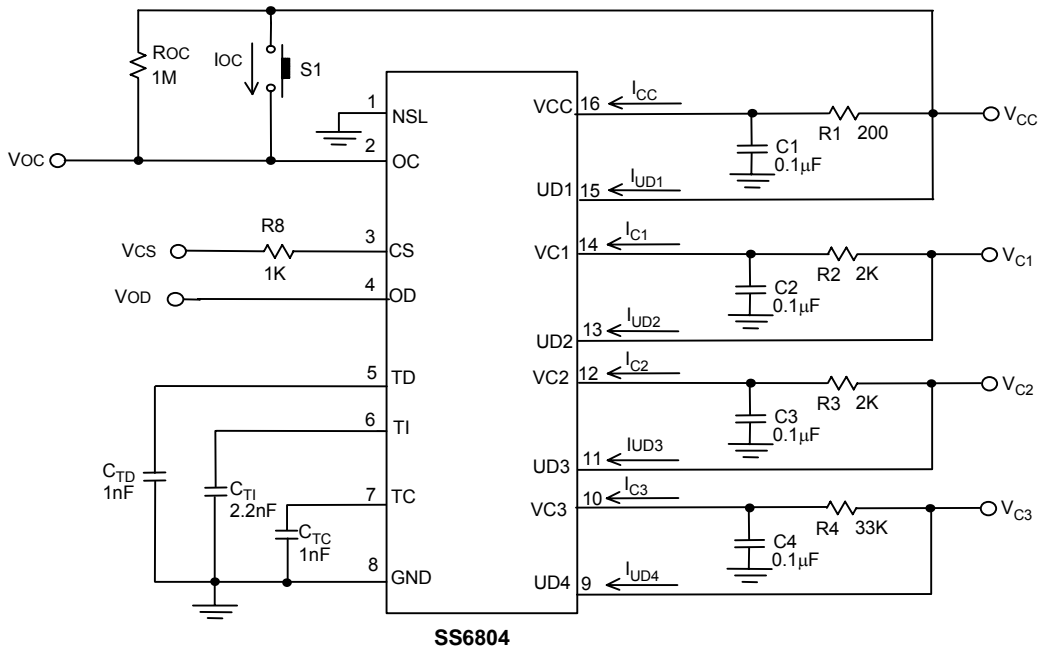 ROC
1M
IOC
S1
VOC
1
NSL
2
OC
R8
VCS
1K
3
CS
VOD
4
OD
5
TD
6
TI
7
TC
8
GND
CTD
1nF
CTI
2.2nF
CTC
1nF
VCC
16
ICC
R1
200
VCC
C1
0.1µF
UD1
15
IUD1
VC1
14
IC1
R2
2K
VC1
C2
0.1µF
UD2
13
IUD2
VC2
12
IC2
R3
2K
VC2
C3
0.1µF
UD3
11
IUD3
VC3
10
IC3
R4
33K
VC3
C4
0.1µF
UD4
9
IUD4
SS6804